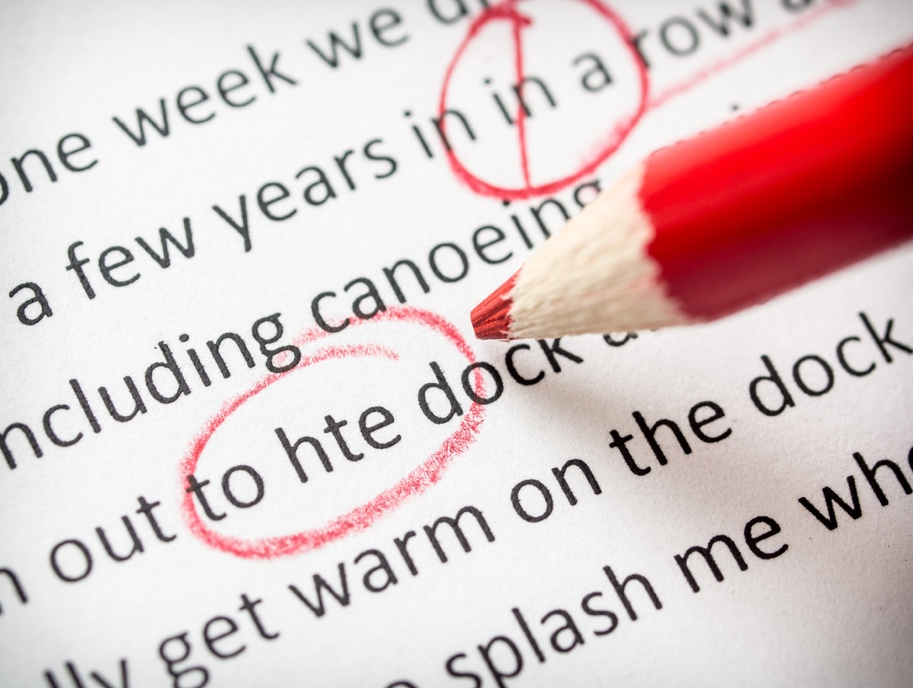 one week we
a few years in in a row
including canoeing
out to hte dock
get warm on the dock
splash me